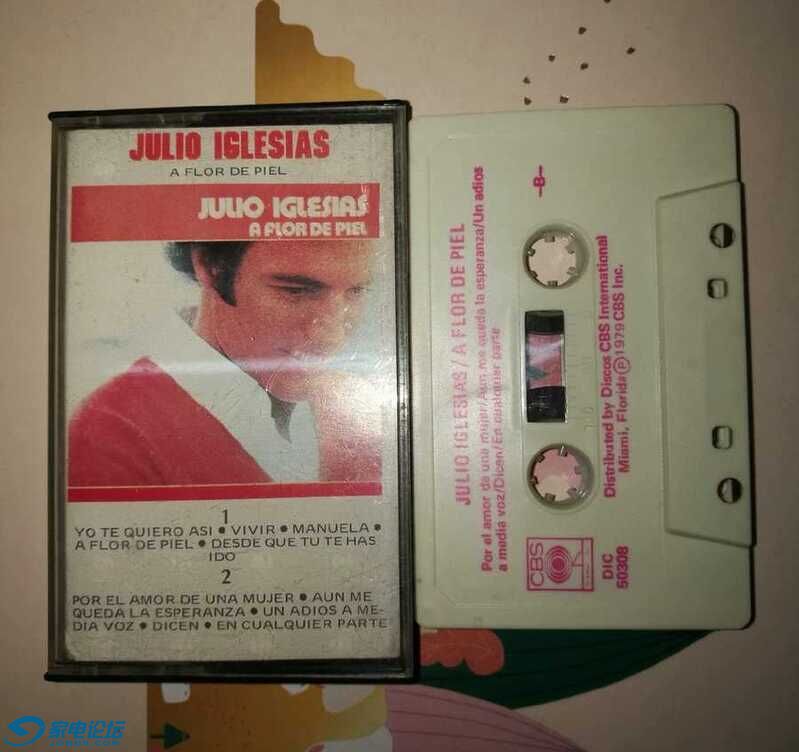 JULIO IGLESIAS
A FLOR DE PIEL
JULIO IGLESIAS
A FLOR DE PIEL
1
YO TE QUIERO ASI ● VIVIR ● MANUELA ●
A FLOR DE PIEL ● DESDE QUE TU TE HAS
IDO
2
POR EL AMOR DE UNA MUJER ● AUN ME
QUEDA LA ESPERANZA ● UN ADIOS A ME-
DIA VOZ ● DICEN ● EN CUALQUIER PARTE
-B-
JULIO IGLESIAS/A FLOR DE PIEL
Por el amor de una mujer/Aun me queda la esperanza/Un adios
a media voz/Dicen/En cualquier parte
Distributed by Discos CBS International
Miami, Florida Ⓟ 1979 CBS Inc.
CBS
DIC
50308
家电论坛
JDBBS.COM